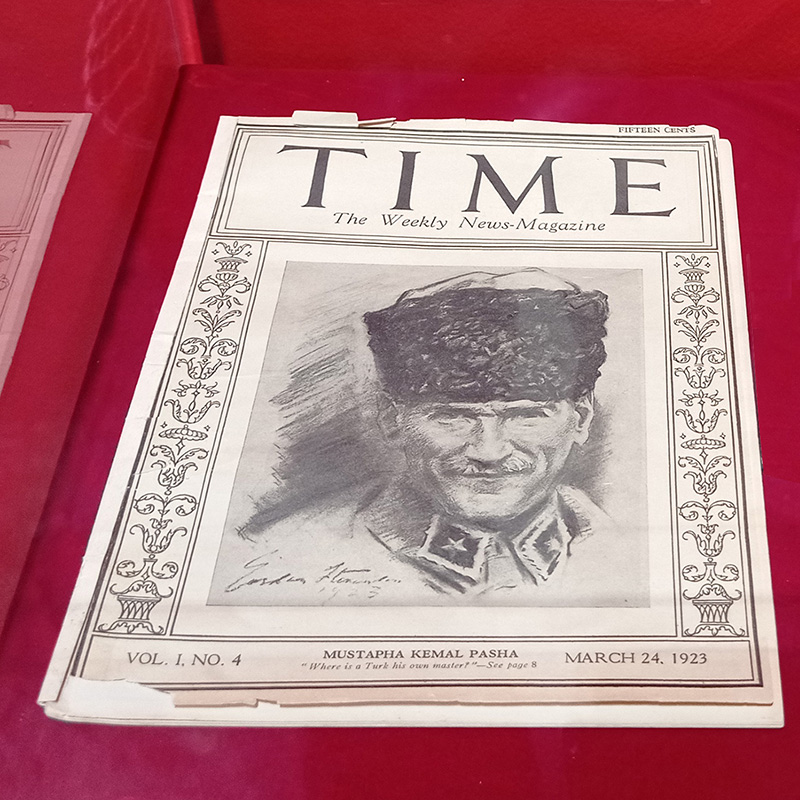 FIFTEEN CENTS
TIME
The Weekly News-Magazine
1923
VOL. I, NO. 4
MUSTAPHA KEMAL PASHA
"Where is a Turk his own master?"—See page 8
MARCH 24, 1923